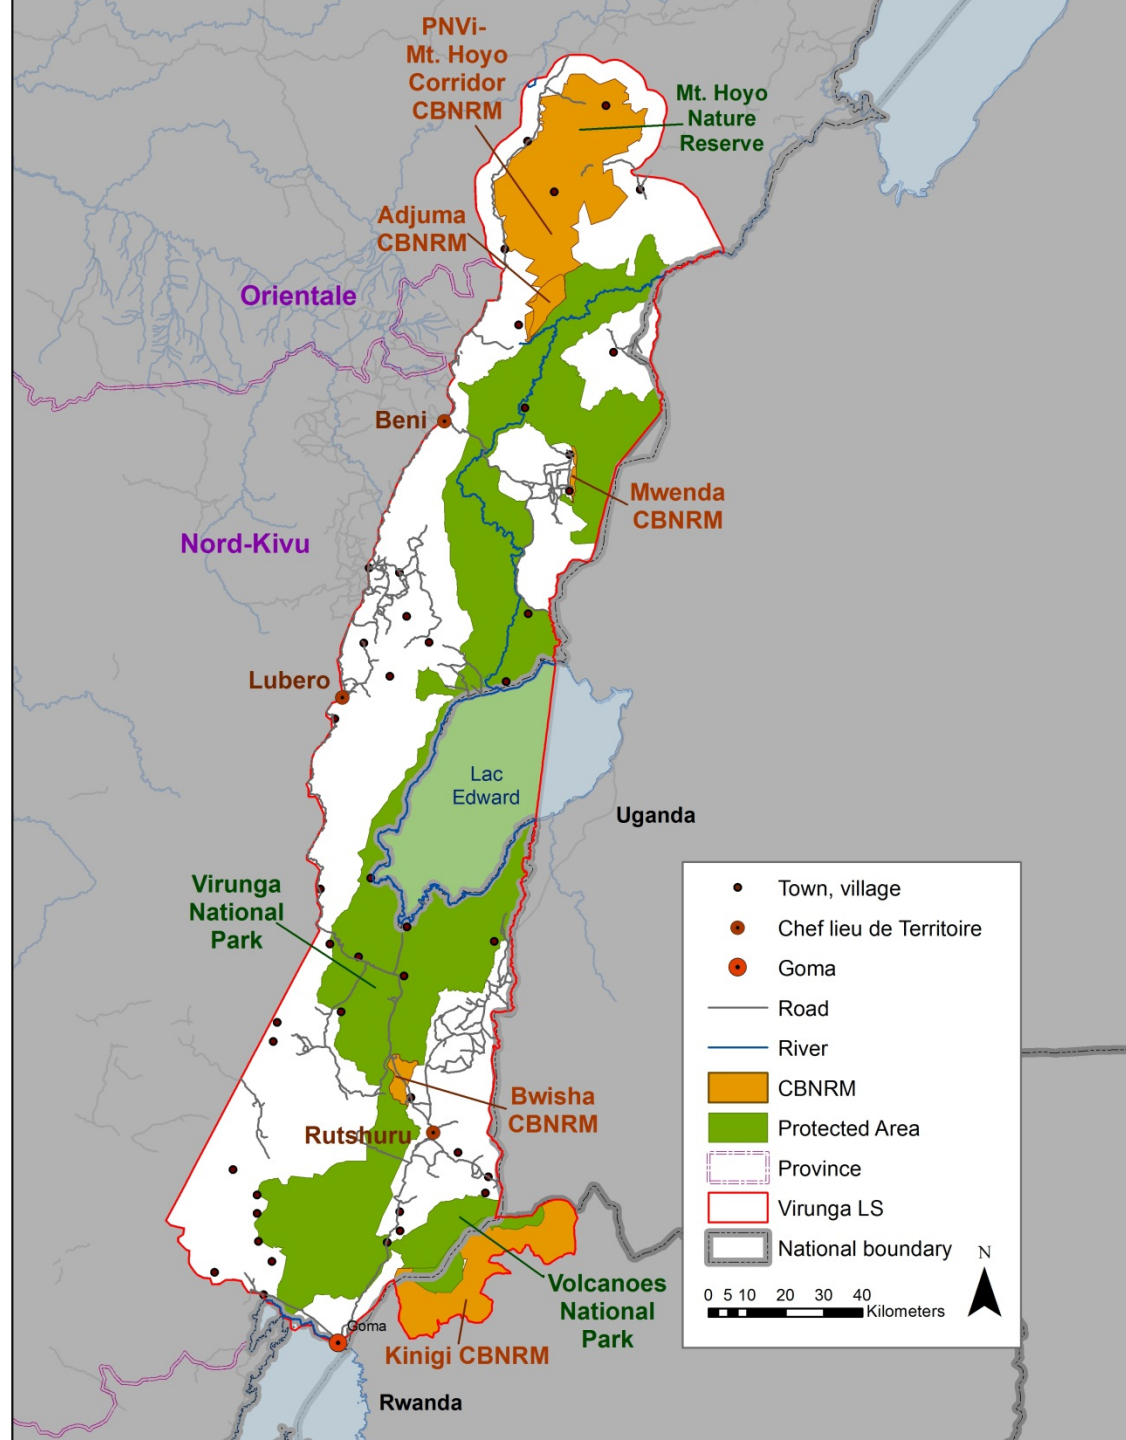 PNVi-
Mt. Hoyo
Corridor
CBNRM
Mt. Hoyo
Nature
Reserve
Adjuma
CBNRM
Orientale
Beni
Mwenda
CBNRM
Nord-Kivu
Lubero
Lac
Edward
Uganda
Virunga
National
Park
Bwisha
CBNRM
Rutshuru
Volcanoes
National
Park
Goma
Kinigi CBNRM
Rwanda
Town, village
Chef lieu de Territoire
Goma
Road
River
CBNRM
Protected Area
Province
Virunga LS
National boundary
N
0 5 10 20 30 40
Kilometers